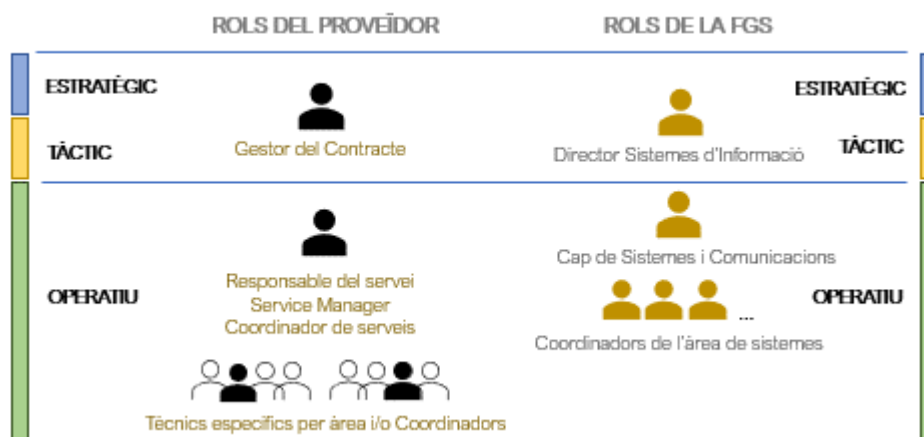 ROLS DEL PROVEÏDOR ROLS DE LA FGS
ESTRATÈGIC ESTRATÈGIC
TÀCTIC Gestor del Contracte Director Sistemes d'Informació TÀCTIC
Cap de Sistemes i Comunicacions
Responsable del servei
Service Manager
OPERATIU OPERATIU
Coordinador de serveis
...
Coordinadors de l'àrea de sistemes
Tècnics específics per àrea i/o Coordinadors